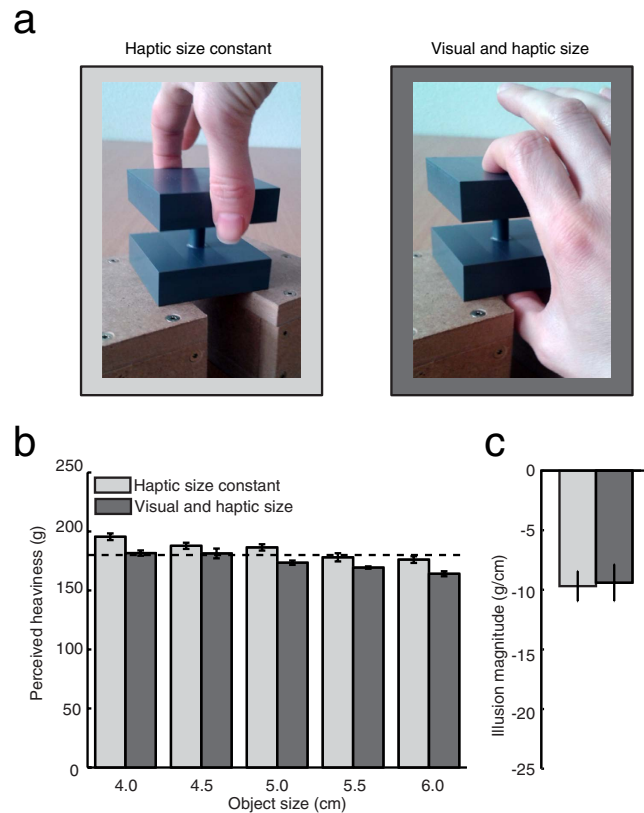 a
Haptic size constant
Visual and haptic size
b
Perceived heaviness (g)
250
200
150
100
50
0
Haptic size constant
Visual and haptic size
4.0 4.5 5.0 5.5 6.0
Object size (cm)
c
Illusion magnitude (g/cm)
0
-5
-10
-15
-20
-25